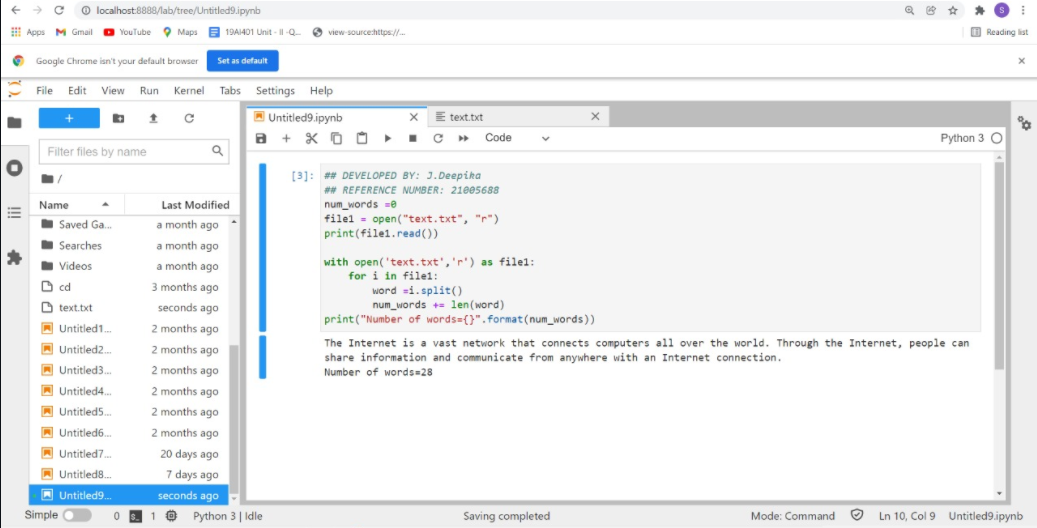 localhost:8888/lab/tree/Untitled9.ipynb
S
Apps Gmail YouTube Maps 19AI401 Unit - II -Q... view-source:https://... Reading list
Google Chrome isn't your default browser Set as default
File Edit View Run Kernel Tabs Settings Help
Untitled9.ipynb text.txt
Code Python 3
Filter files by name
/
Name Last Modified
Saved Ga... a month ago
Searches a month ago
Videos a month ago
cd 3 months ago
text.txt seconds ago
Untitled1... 2 months ago
Untitled2... 2 months ago
Untitled3... 2 months ago
Untitled4... 2 months ago
Untitled5... 2 months ago
Untitled6... 2 months ago
Untitled7... 20 days ago
Untitled8... 7 days ago
Untitled9... seconds ago
[3]: ## DEVELOPED BY: J.Deepika
## REFERENCE NUMBER: 21005688
num_words =0
file1 = open("text.txt", "r")
print(file1.read())
with open('text.txt','r') as file1:
    for i in file1:
        word =i.split()
        num_words += len(word)
print("Number of words={}".format(num_words))
The Internet is a vast network that connects computers all over the world. Through the Internet, people can
share information and communicate from anywhere with an Internet connection.
Number of words=28
Simple 0 1 Python 3 | Idle Saving completed Mode: Command Ln 10, Col 9 Untitled9.ipynb